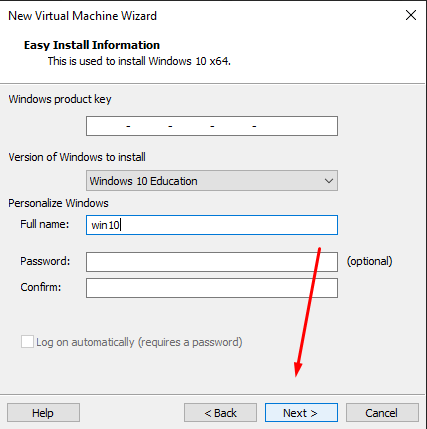 New Virtual Machine Wizard
Easy Install Information
This is used to install Windows 10 x64.
Windows product key
- - - -
Version of Windows to install
Windows 10 Education
Personalize Windows
Full name: win10
Password: (optional)
Confirm:
Log on automatically (requires a password)
Help < Back Next > Cancel